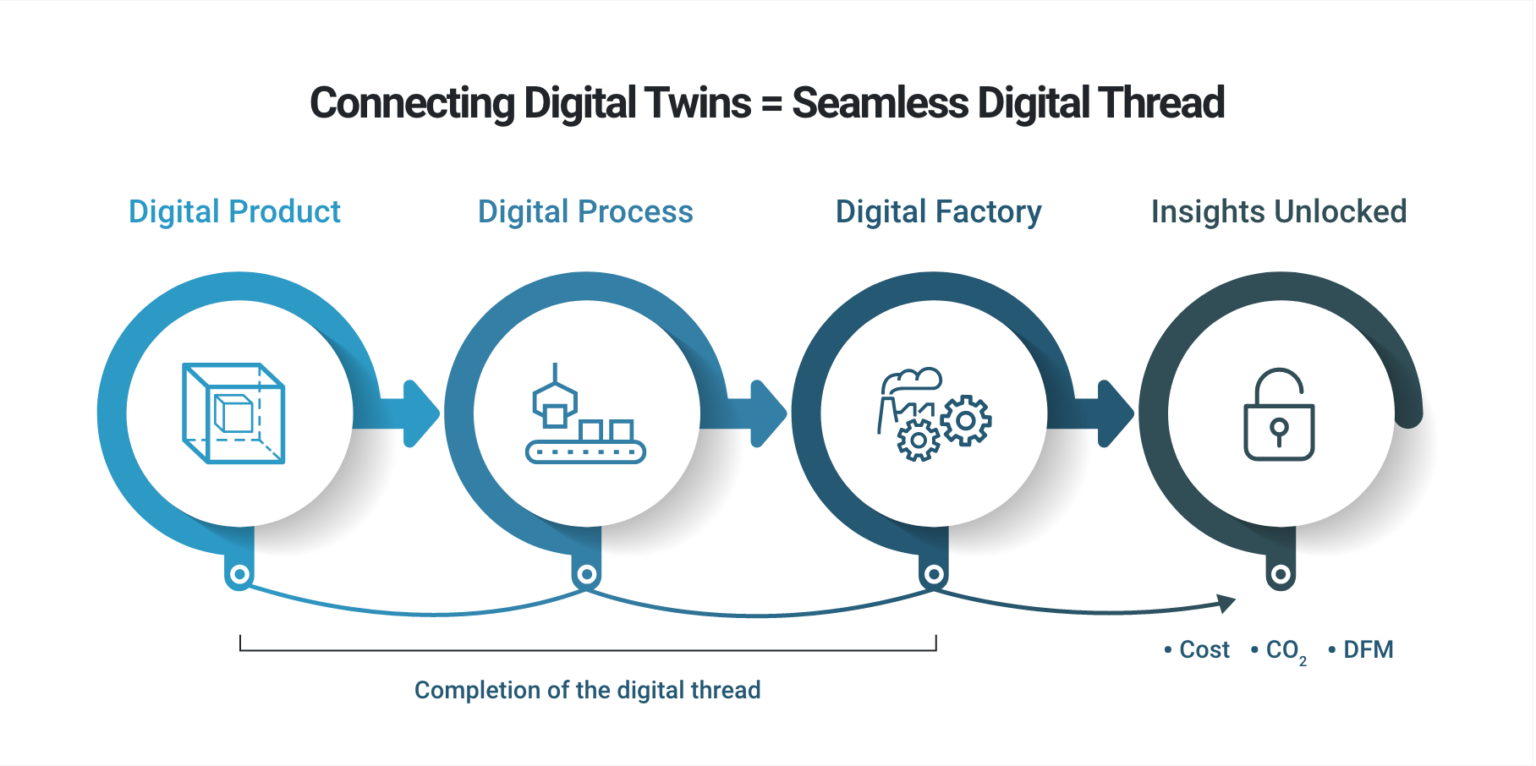 Connecting Digital Twins = Seamless Digital Thread
Digital Product
Digital Process
Digital Factory
Insights Unlocked
• Cost • CO₂ • DFM
Completion of the digital thread